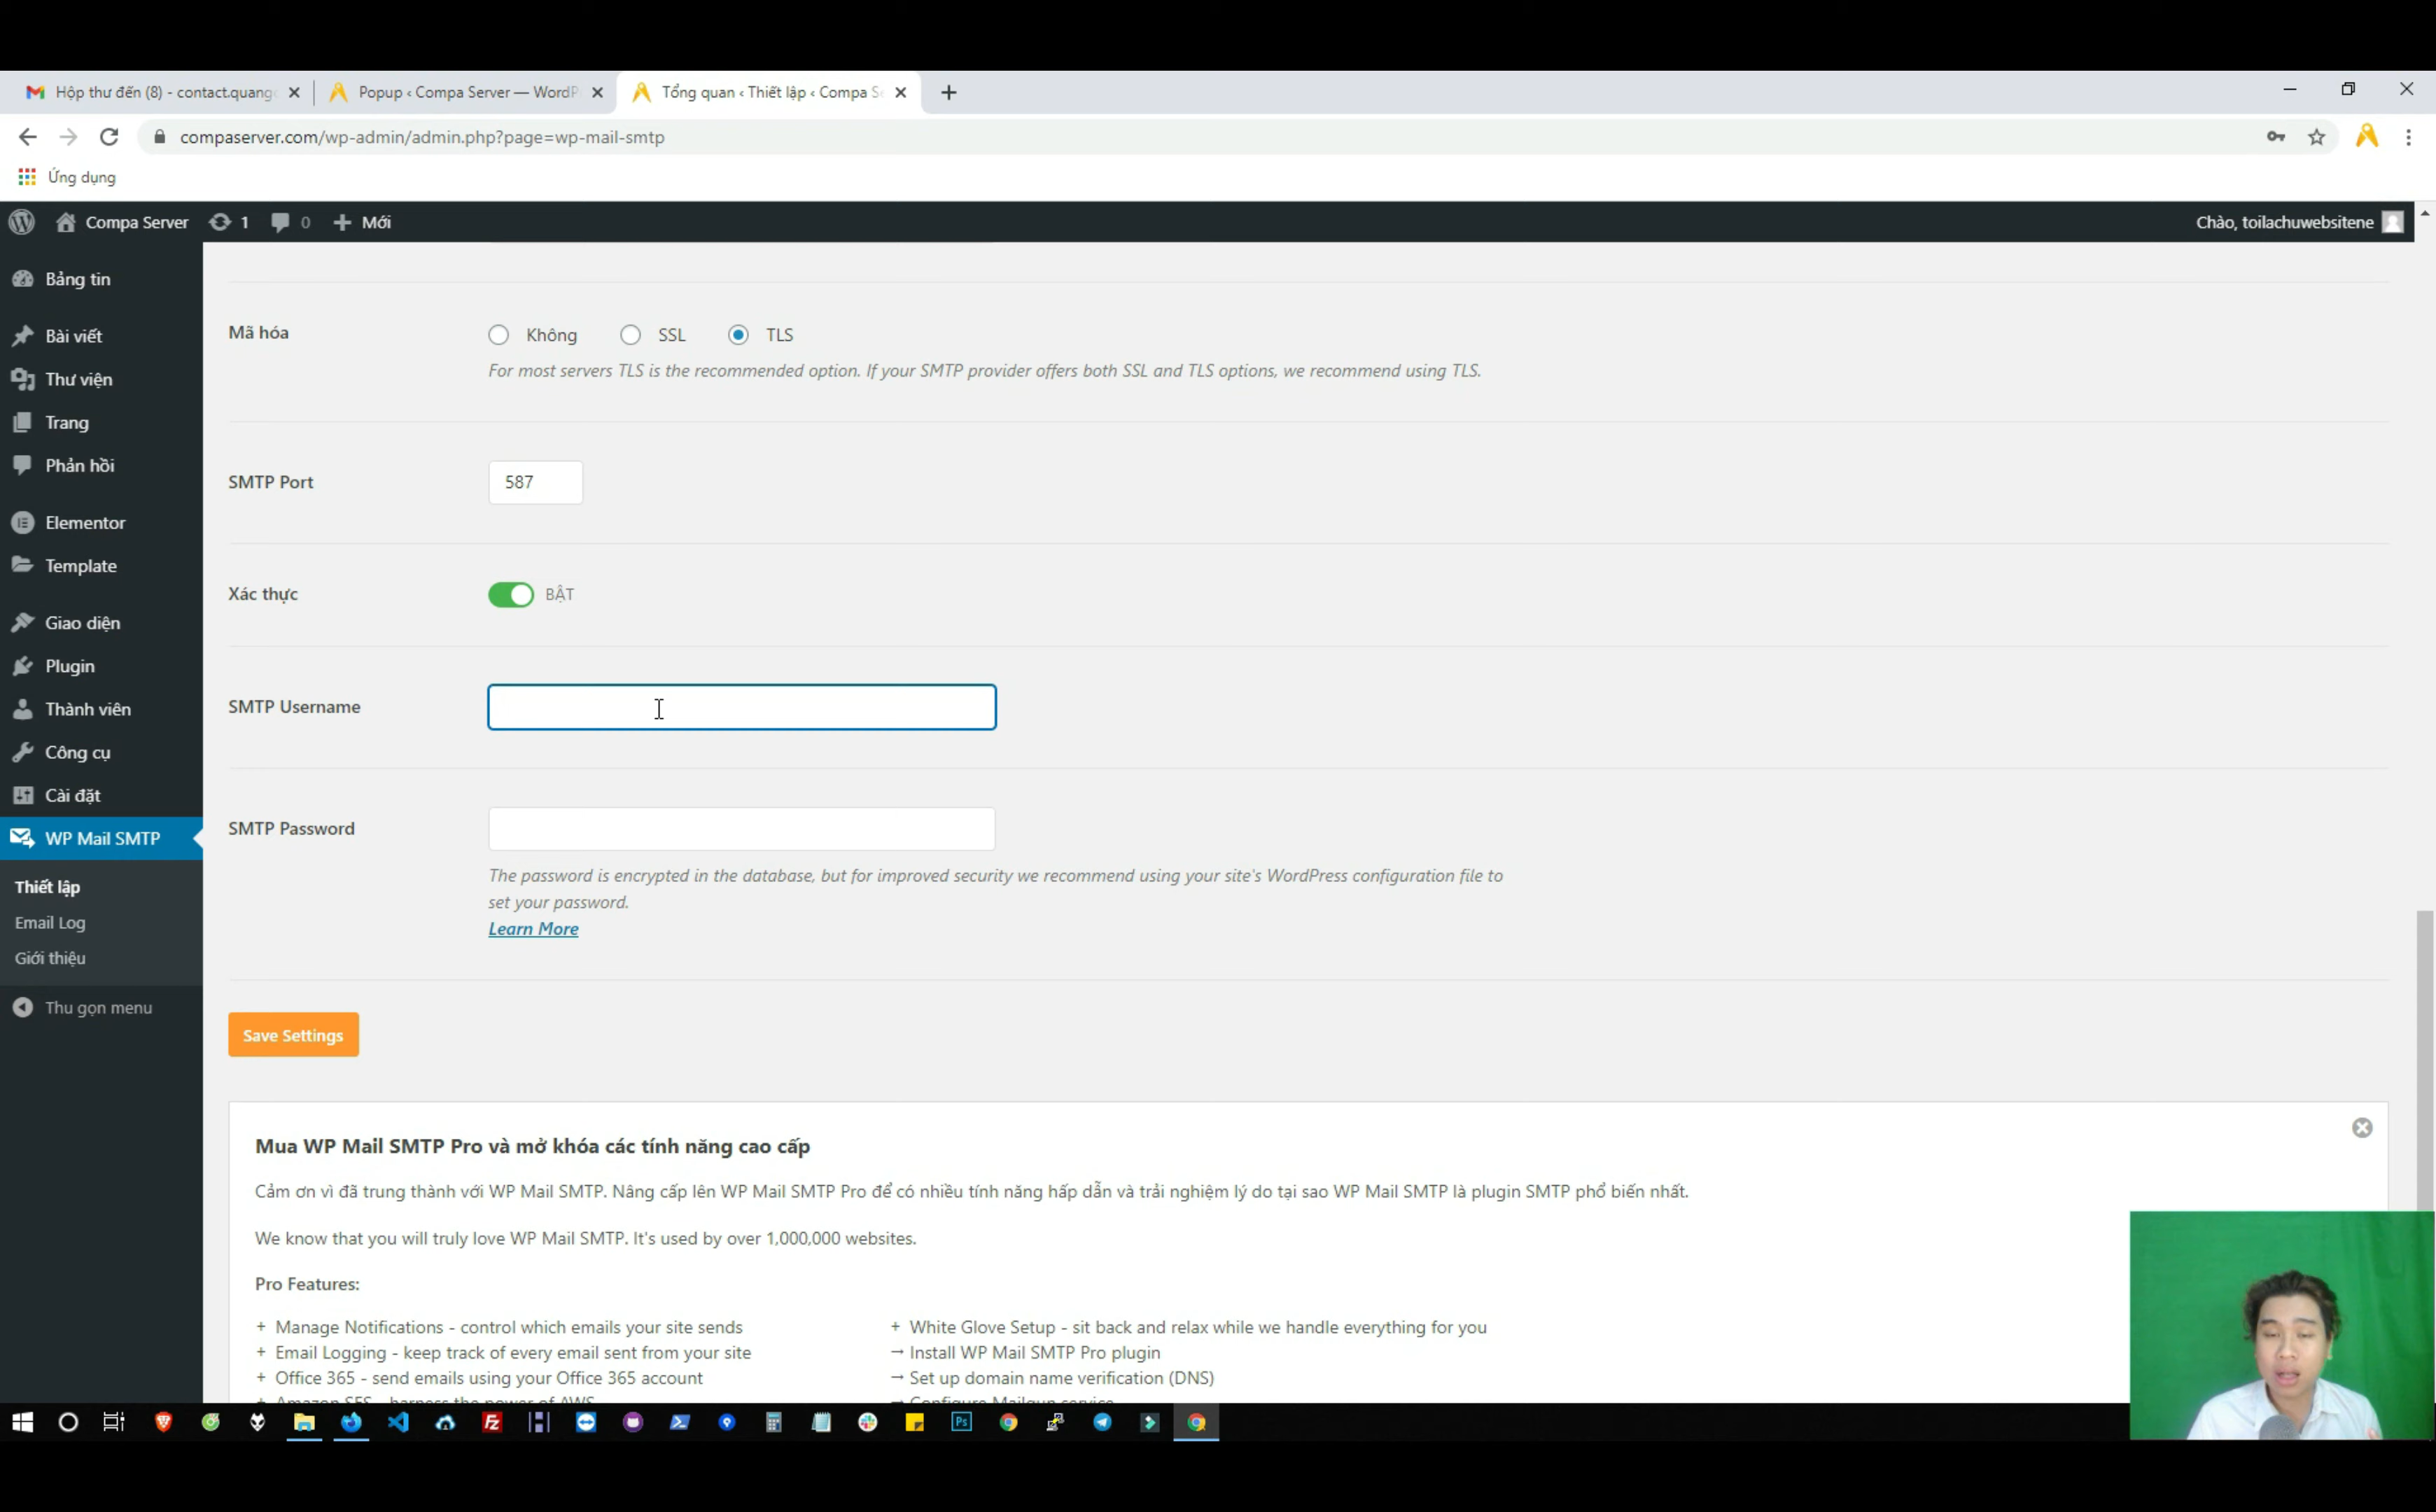 Hộp thư đến (8) - contact.quang
Popup ‹ Compa Server — WordP
Tổng quan ‹ Thiết lập ‹ Compa Se
compaserver.com/wp-admin/admin.php?page=wp-mail-smtp
Ứng dụng
Compa Server
1
0
Mới
Chào, toilachuwebsitene
Bảng tin
Bài viết
Thư viện
Trang
Phản hồi
Elementor
Template
Giao diện
Plugin
Thành viên
Công cụ
Cài đặt
WP Mail SMTP
Thiết lập
Email Log
Giới thiệu
Thu gọn menu
Mã hóa
Không
SSL
TLS
For most servers TLS is the recommended option. If your SMTP provider offers both SSL and TLS options, we recommend using TLS.
SMTP Port
587
Xác thực
BẬT
SMTP Username
SMTP Password
The password is encrypted in the database, but for improved security we recommend using your site's WordPress configuration file to
set your password.
Learn More
Save Settings
Mua WP Mail SMTP Pro và mở khóa các tính năng cao cấp
Cảm ơn vì đã trung thành với WP Mail SMTP. Nâng cấp lên WP Mail SMTP Pro để có nhiều tính năng hấp dẫn và trải nghiệm lý do tại sao WP Mail SMTP là plugin SMTP phổ biến nhất.
We know that you will truly love WP Mail SMTP. It's used by over 1,000,000 websites.
Pro Features:
+ Manage Notifications - control which emails your site sends
+ Email Logging - keep track of every email sent from your site
+ Office 365 - send emails using your Office 365 account
+ Amazon SES - harness the power of AWS
+ White Glove Setup - sit back and relax while we handle everything for you
→ Install WP Mail SMTP Pro plugin
→ Set up domain name verification (DNS)
→ Configure Mailgun service
Fz
Ps